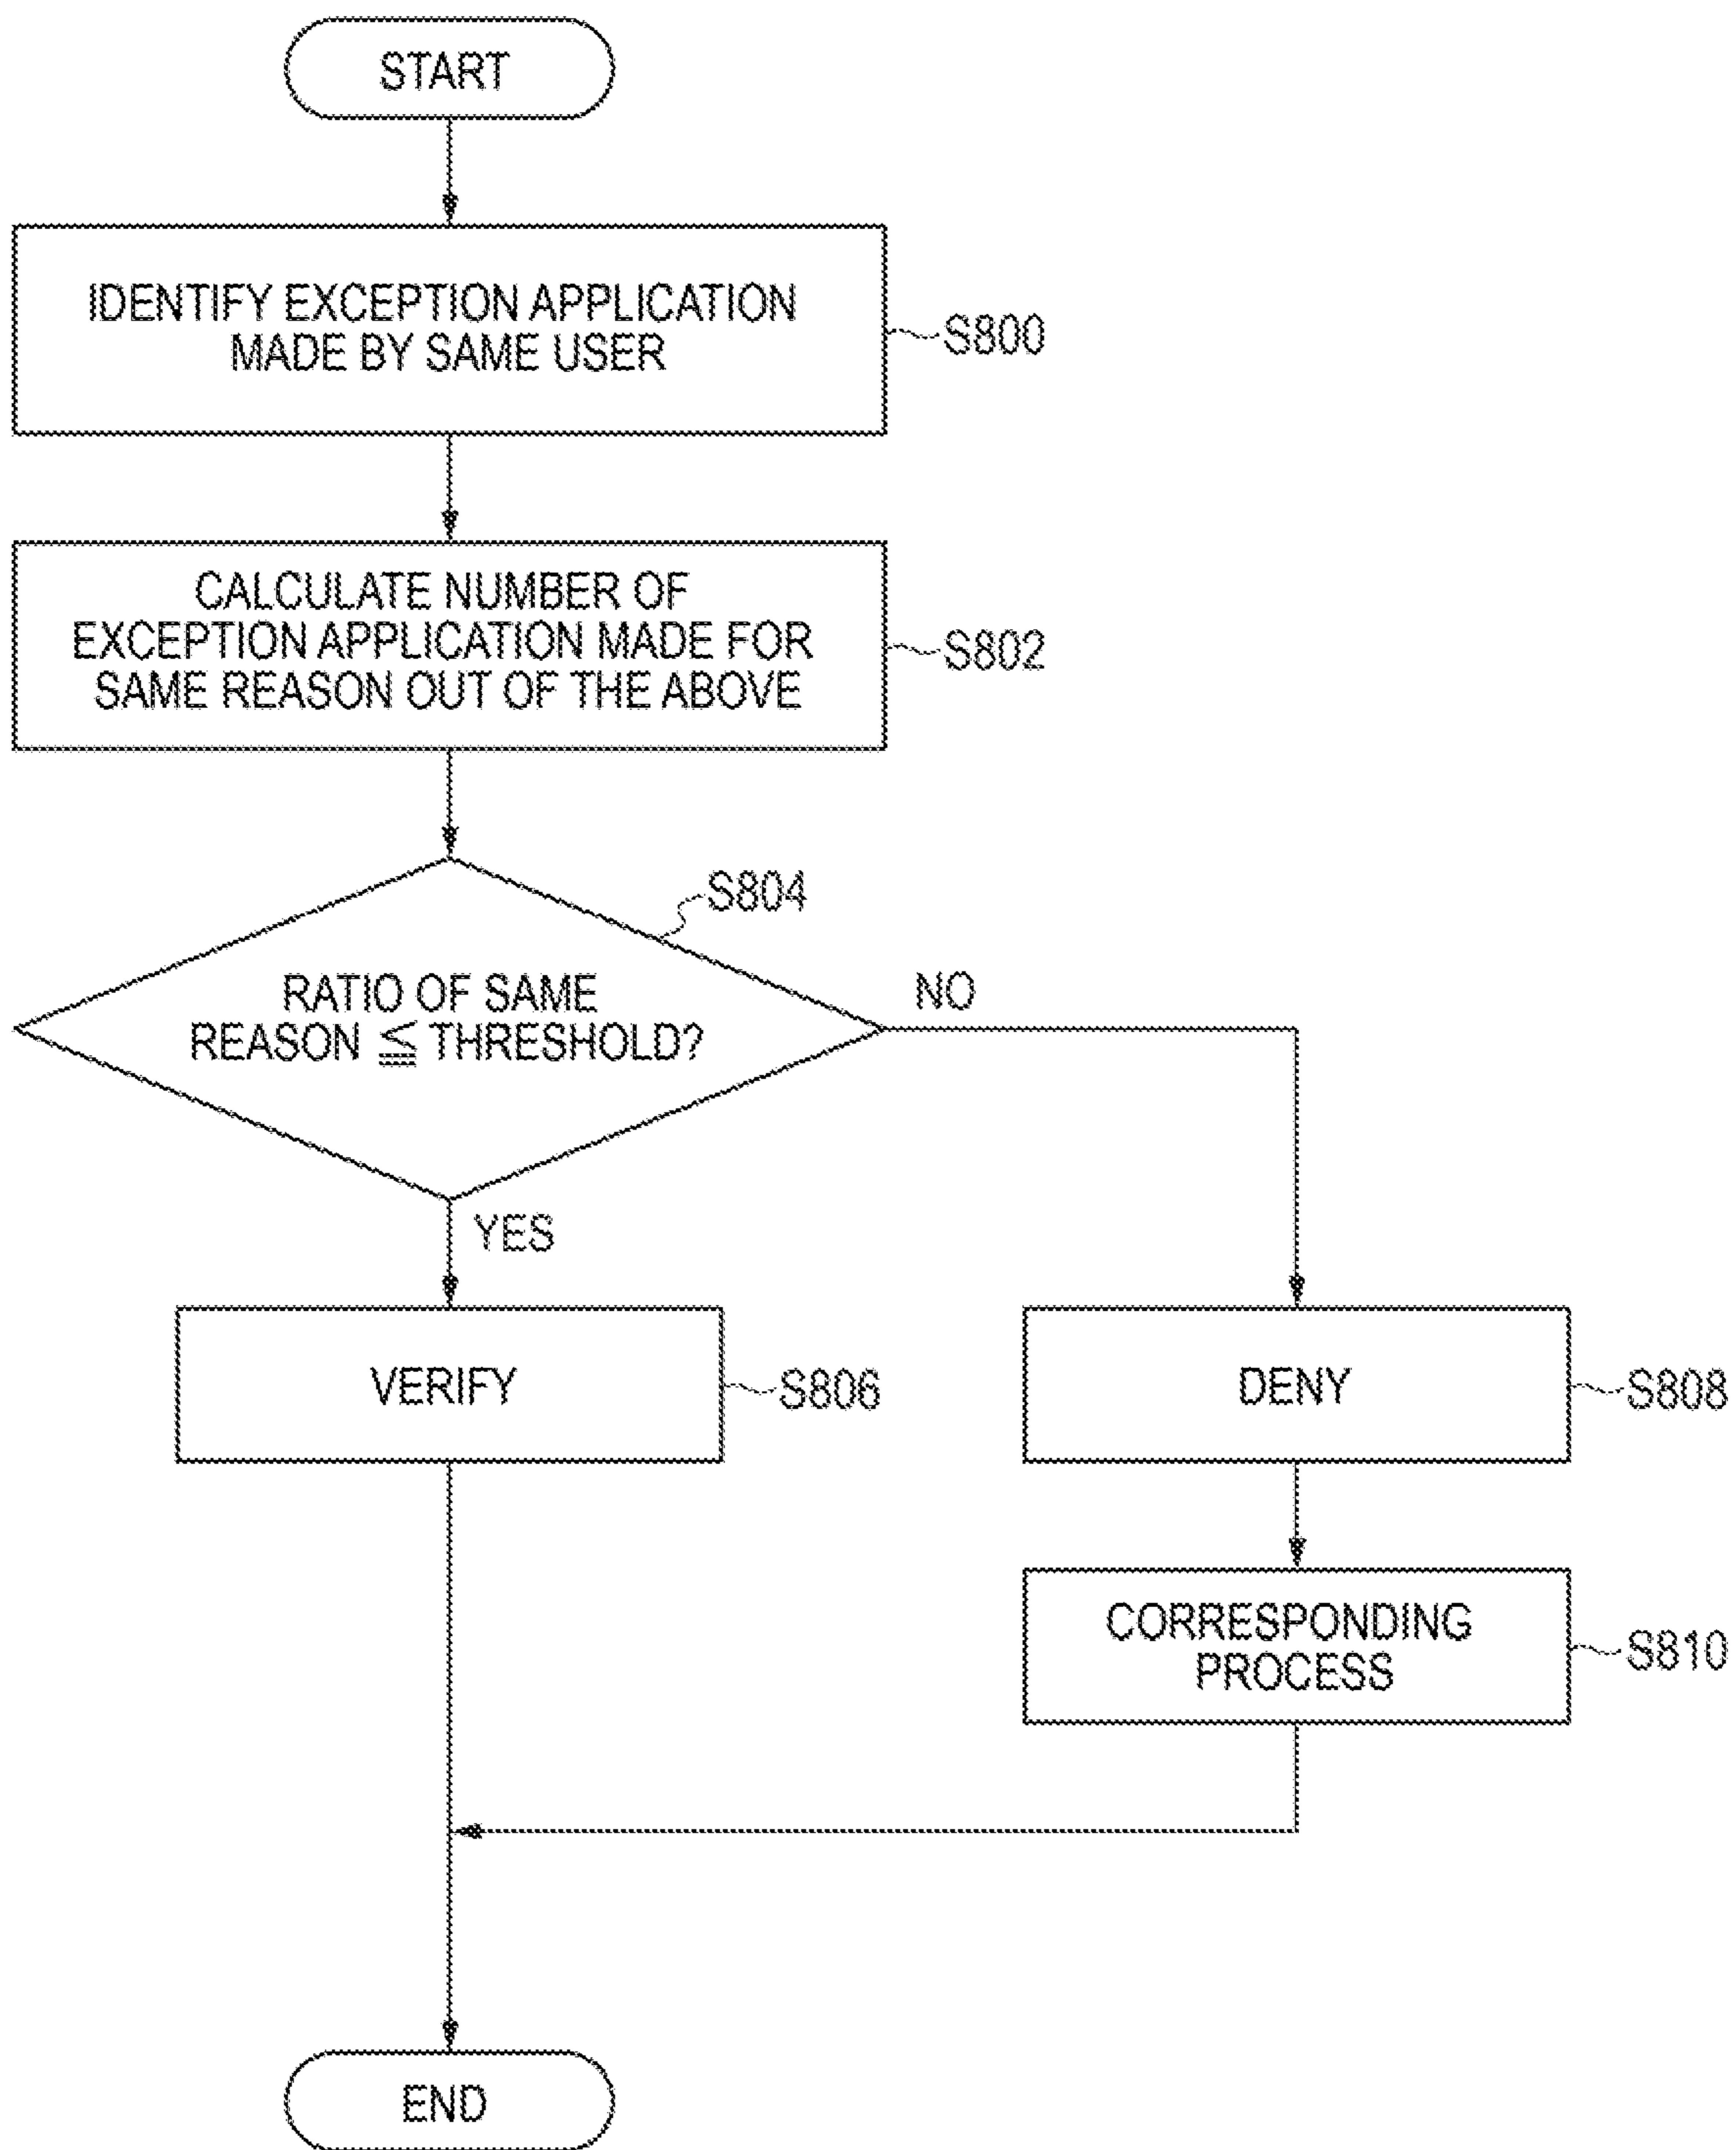 START
IDENTIFY EXCEPTION APPLICATION
MADE BY SAME USER
S800
CALCULATE NUMBER OF
EXCEPTION APPLICATION MADE FOR
SAME REASON OUT OF THE ABOVE
S802
S804
RATIO OF SAME
REASON ≦ THRESHOLD?
NO
YES
VERIFY
S806
DENY
S808
CORRESPONDING
PROCESS
S810
END